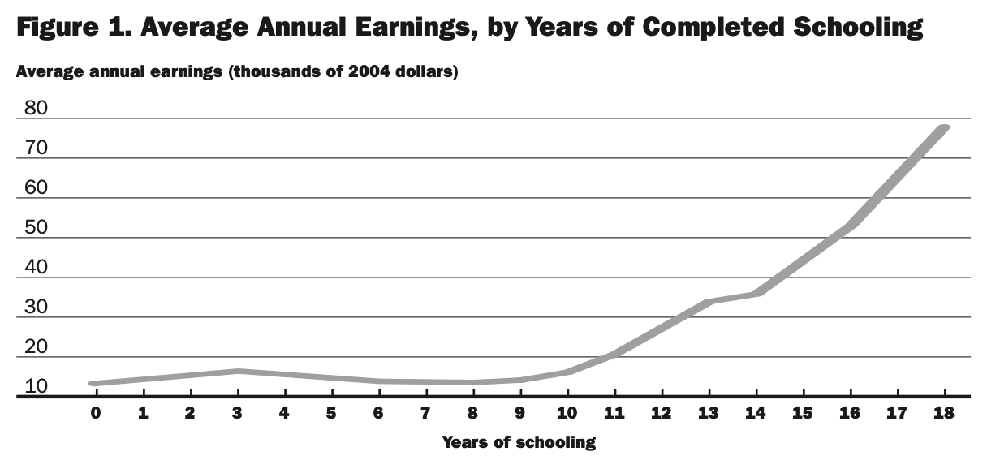 Figure 1. Average Annual Earnings, by Years of Completed Schooling
Average annual earnings (thousands of 2004 dollars)
80
70
60
50
40
30
20
10
0 1 2 3 4 5 6 7 8 9 10 11 12 13 14 15 16 17 18
Years of schooling